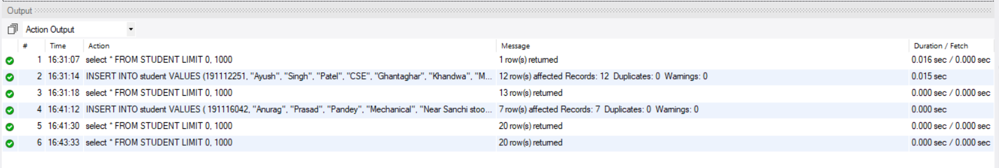 Output
Action Output
# Time Action Message Duration / Fetch
1 16:31:07 select * FROM STUDENT LIMIT 0, 1000 1 row(s) returned 0.016 sec / 0.000 sec
2 16:31:14 INSERT INTO student VALUES (191112251, "Ayush", "Singh", "Patel", "CSE", "Ghantaghar", "Khandwa", "M... 12 row(s) affected Records: 12 Duplicates: 0 Warnings: 0 0.015 sec
3 16:31:18 select * FROM STUDENT LIMIT 0, 1000 13 row(s) returned 0.000 sec / 0.000 sec
4 16:41:12 INSERT INTO student VALUES ( 191116042, "Anurag", "Prasad", "Pandey", "Mechanical", "Near Sanchi stoo... 7 row(s) affected Records: 7 Duplicates: 0 Warnings: 0 0.000 sec
5 16:41:30 select * FROM STUDENT LIMIT 0, 1000 20 row(s) returned 0.000 sec / 0.000 sec
6 16:43:33 select * FROM STUDENT LIMIT 0, 1000 20 row(s) returned 0.000 sec / 0.000 sec